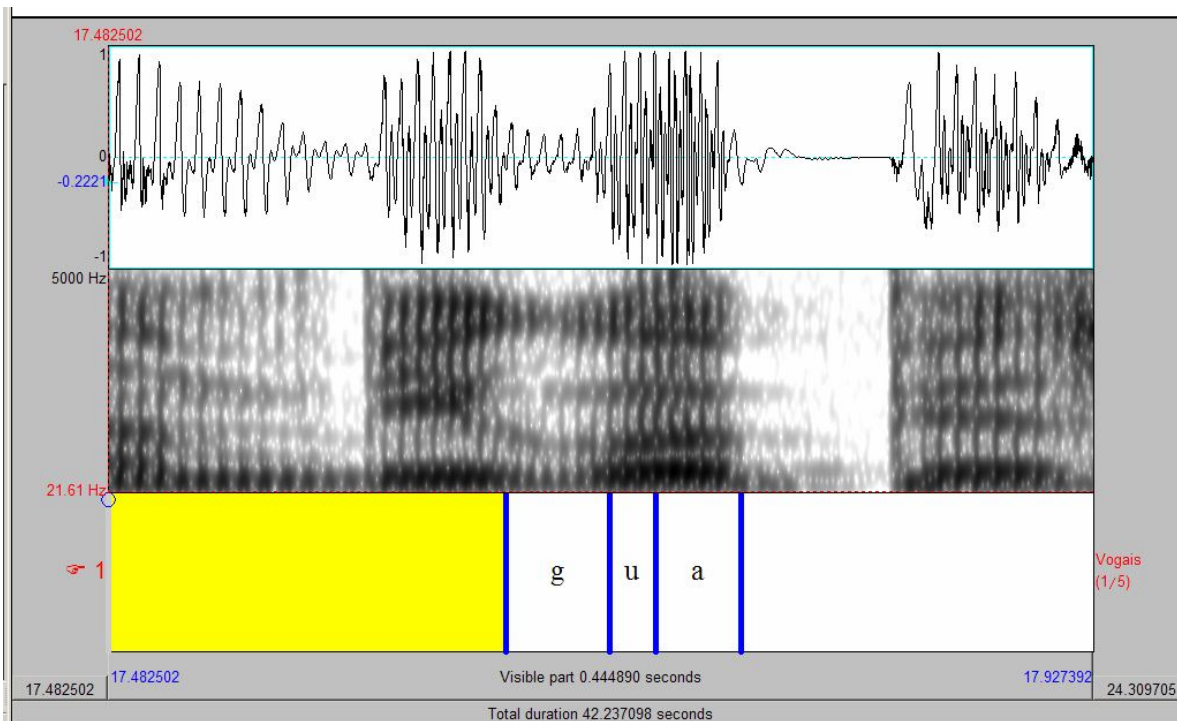 17.482502
1
0
-0.2221
-1
5000 Hz
21.61 Hz
☞ 1
g u a
Vogais
(1/5)
17.482502 Visible part 0.444890 seconds 17.927392
17.482502 24.309705
Total duration 42.237098 seconds